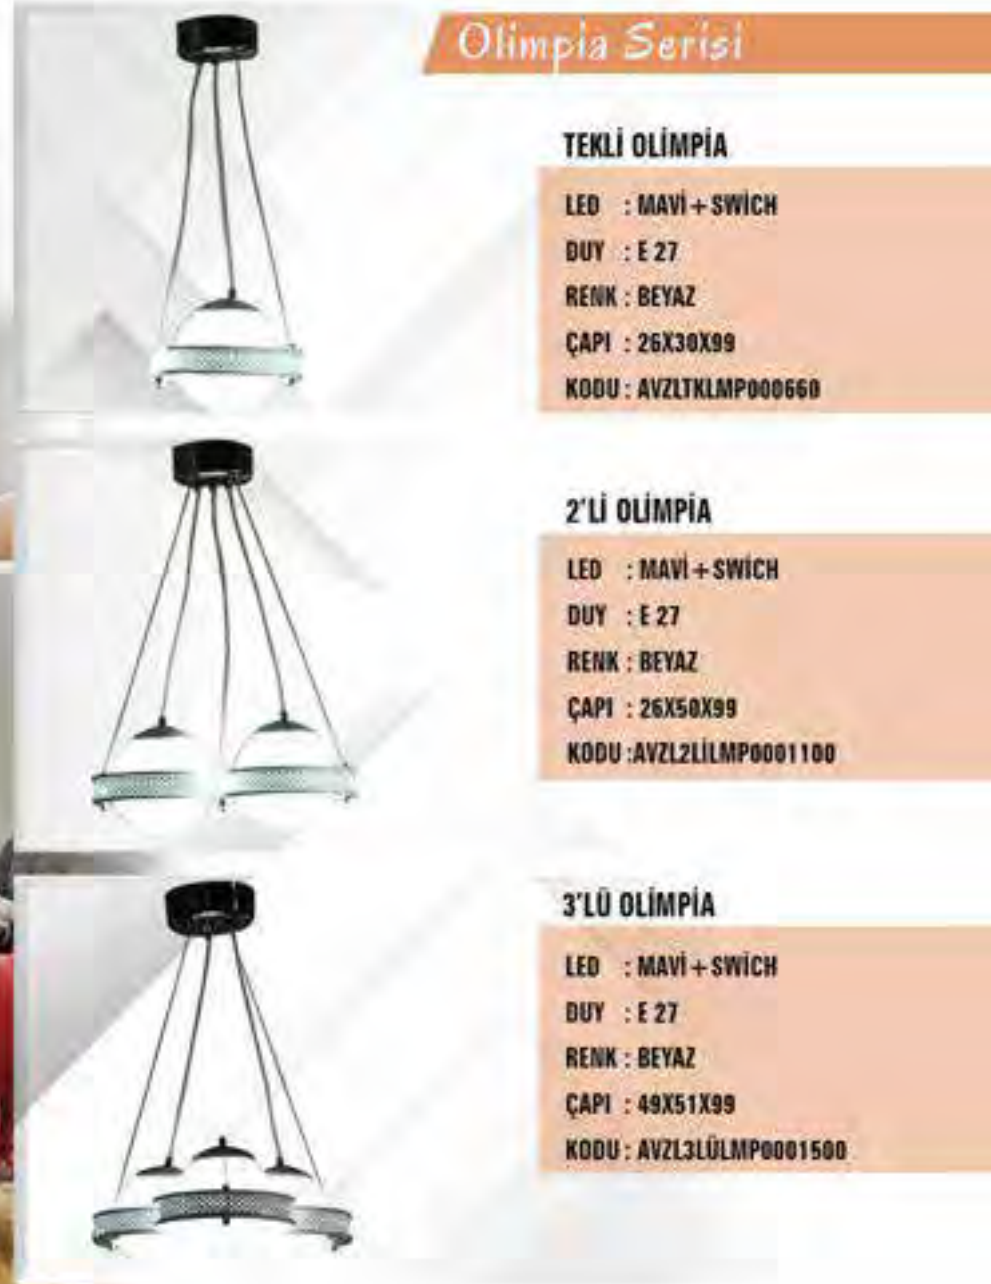 Olimpia Serisi
TEKLİ OLİMPİA
LED : MAVİ+SWİCH
DUY : E 27
RENK : BEYAZ
ÇAPI : 26X30X99
KODU : AVZLTKLMP000660
2'Lİ OLİMPİA
LED : MAVİ+SWİCH
DUY : E 27
RENK : BEYAZ
ÇAPI : 26X50X99
KODU :AVZL2LİLMP0001100
3'LÜ OLİMPİA
LED : MAVİ+SWİCH
DUY : E 27
RENK : BEYAZ
ÇAPI : 49X51X99
KODU : AVZL3LÜLMP0001500